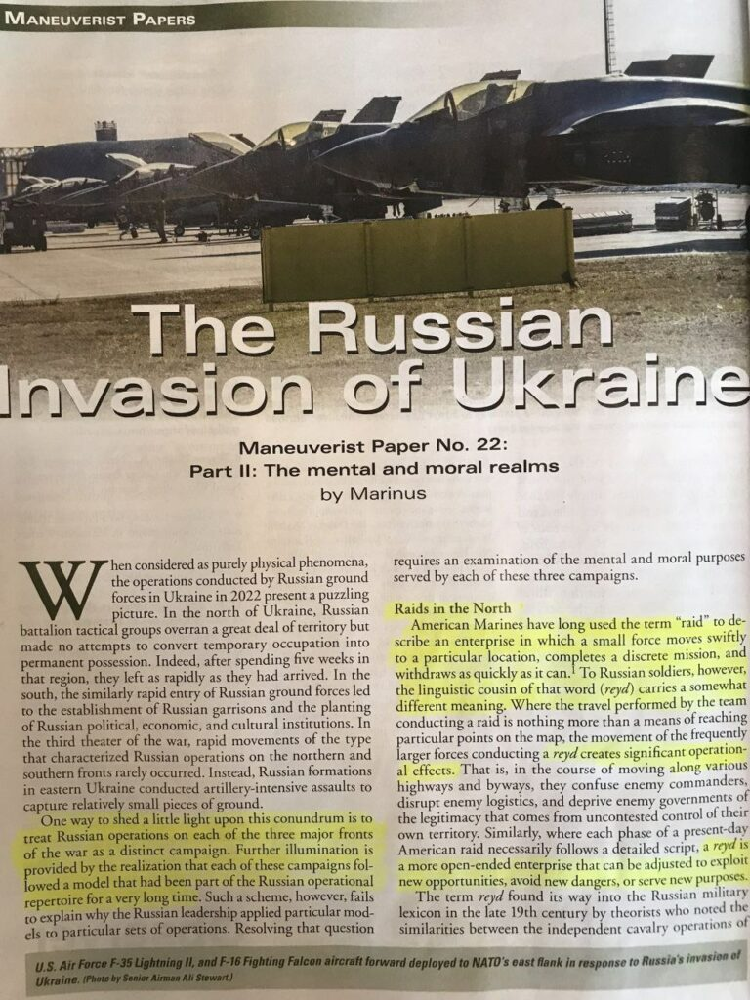 MANEUVERIST PAPERS
The Russian
Invasion of Ukraine
Maneuverist Paper No. 22:
Part II: The mental and moral realms
by Marinus
When considered as purely physical phenomena,
the operations conducted by Russian ground
forces in Ukraine in 2022 present a puzzling
picture. In the north of Ukraine, Russian
battalion tactical groups overran a great deal of territory but
made no attempts to convert temporary occupation into
permanent possession. Indeed, after spending five weeks in
that region, they left as rapidly as they had arrived. In the
south, the similarly rapid entry of Russian ground forces led
to the establishment of Russian garrisons and the planting
of Russian political, economic, and cultural institutions. In
the third theater of the war, rapid movements of the type
that characterized Russian operations on the northern and
southern fronts rarely occurred. Instead, Russian formations
in eastern Ukraine conducted artillery-intensive assaults to
capture relatively small pieces of ground.
One way to shed a little light upon this conundrum is to
treat Russian operations on each of the three major fronts
of the war as a distinct campaign. Further illumination is
provided by the realization that each of these campaigns fol-
lowed a model that had been part of the Russian operational
repertoire for a very long time. Such a scheme, however, fails
to explain why the Russian leadership applied particular mod-
els to particular sets of operations. Resolving that question
requires an examination of the mental and moral purposes
served by each of these three campaigns.
Raids in the North
American Marines have long used the term "raid" to de-
scribe an enterprise in which a small force moves swiftly
to a particular location, completes a discrete mission, and
withdraws as quickly as it can.1 To Russian soldiers, however,
the linguistic cousin of that word (reyd) carries a somewhat
different meaning. Where the travel performed by the team
conducting a raid is nothing more than a means of reaching
particular points on the map, the movement of the frequently
larger forces conducting a reyd creates significant operation-
al effects. That is, in the course of moving along various
highways and byways, they confuse enemy commanders,
disrupt enemy logistics, and deprive enemy governments of
the legitimacy that comes from uncontested control of their
own territory. Similarly, where each phase of a present-day
American raid necessarily follows a detailed script, a reyd is
a more open-ended enterprise that can be adjusted to exploit
new opportunities, avoid new dangers, or serve new purposes.
The term reyd found its way into the Russian military
lexicon in the late 19th century by theorists who noted the
similarities between the independent cavalry operations of
U.S. Air Force F-35 Lightning II, and F-16 Fighting Falcon aircraft forward deployed to NATO's east flank in response to Russia's invasion of
Ukraine. (Photo by Senior Airman Ali Stewart.)